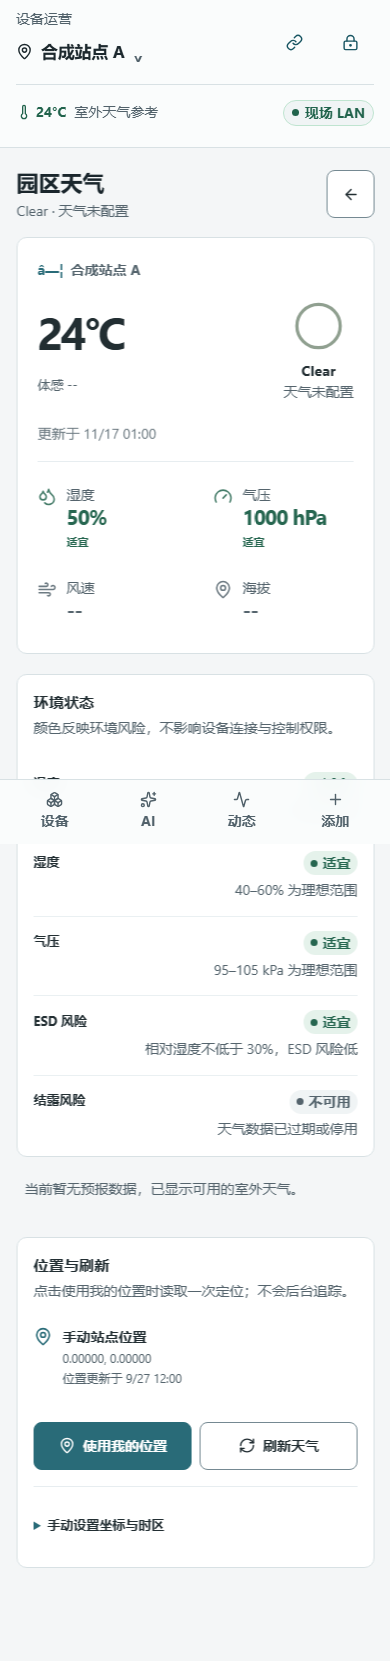 设备运营
合成站点 A
24°C 室外天气参考
现场 LAN
园区天气
Clear · 天气未配置
â—¦ 合成站点 A
24°C
体感 --
Clear
天气未配置
更新于 11/17 01:00
湿度
50%
适宜
气压
1000 hPa
适宜
风速
--
海拔
--
环境状态
颜色反映环境风险，不影响设备连接与控制权限。
设备
AI
动态
添加
湿度
适宜
40–60% 为理想范围
气压
适宜
95–105 kPa 为理想范围
ESD 风险
适宜
相对湿度不低于 30%，ESD 风险低
结露风险
不可用
天气数据已过期或停用
当前暂无预报数据，已显示可用的室外天气。
位置与刷新
点击使用我的位置时读取一次定位；不会后台追踪。
手动站点位置
0.00000, 0.00000
位置更新于 9/27 12:00
使用我的位置
刷新天气
手动设置坐标与时区